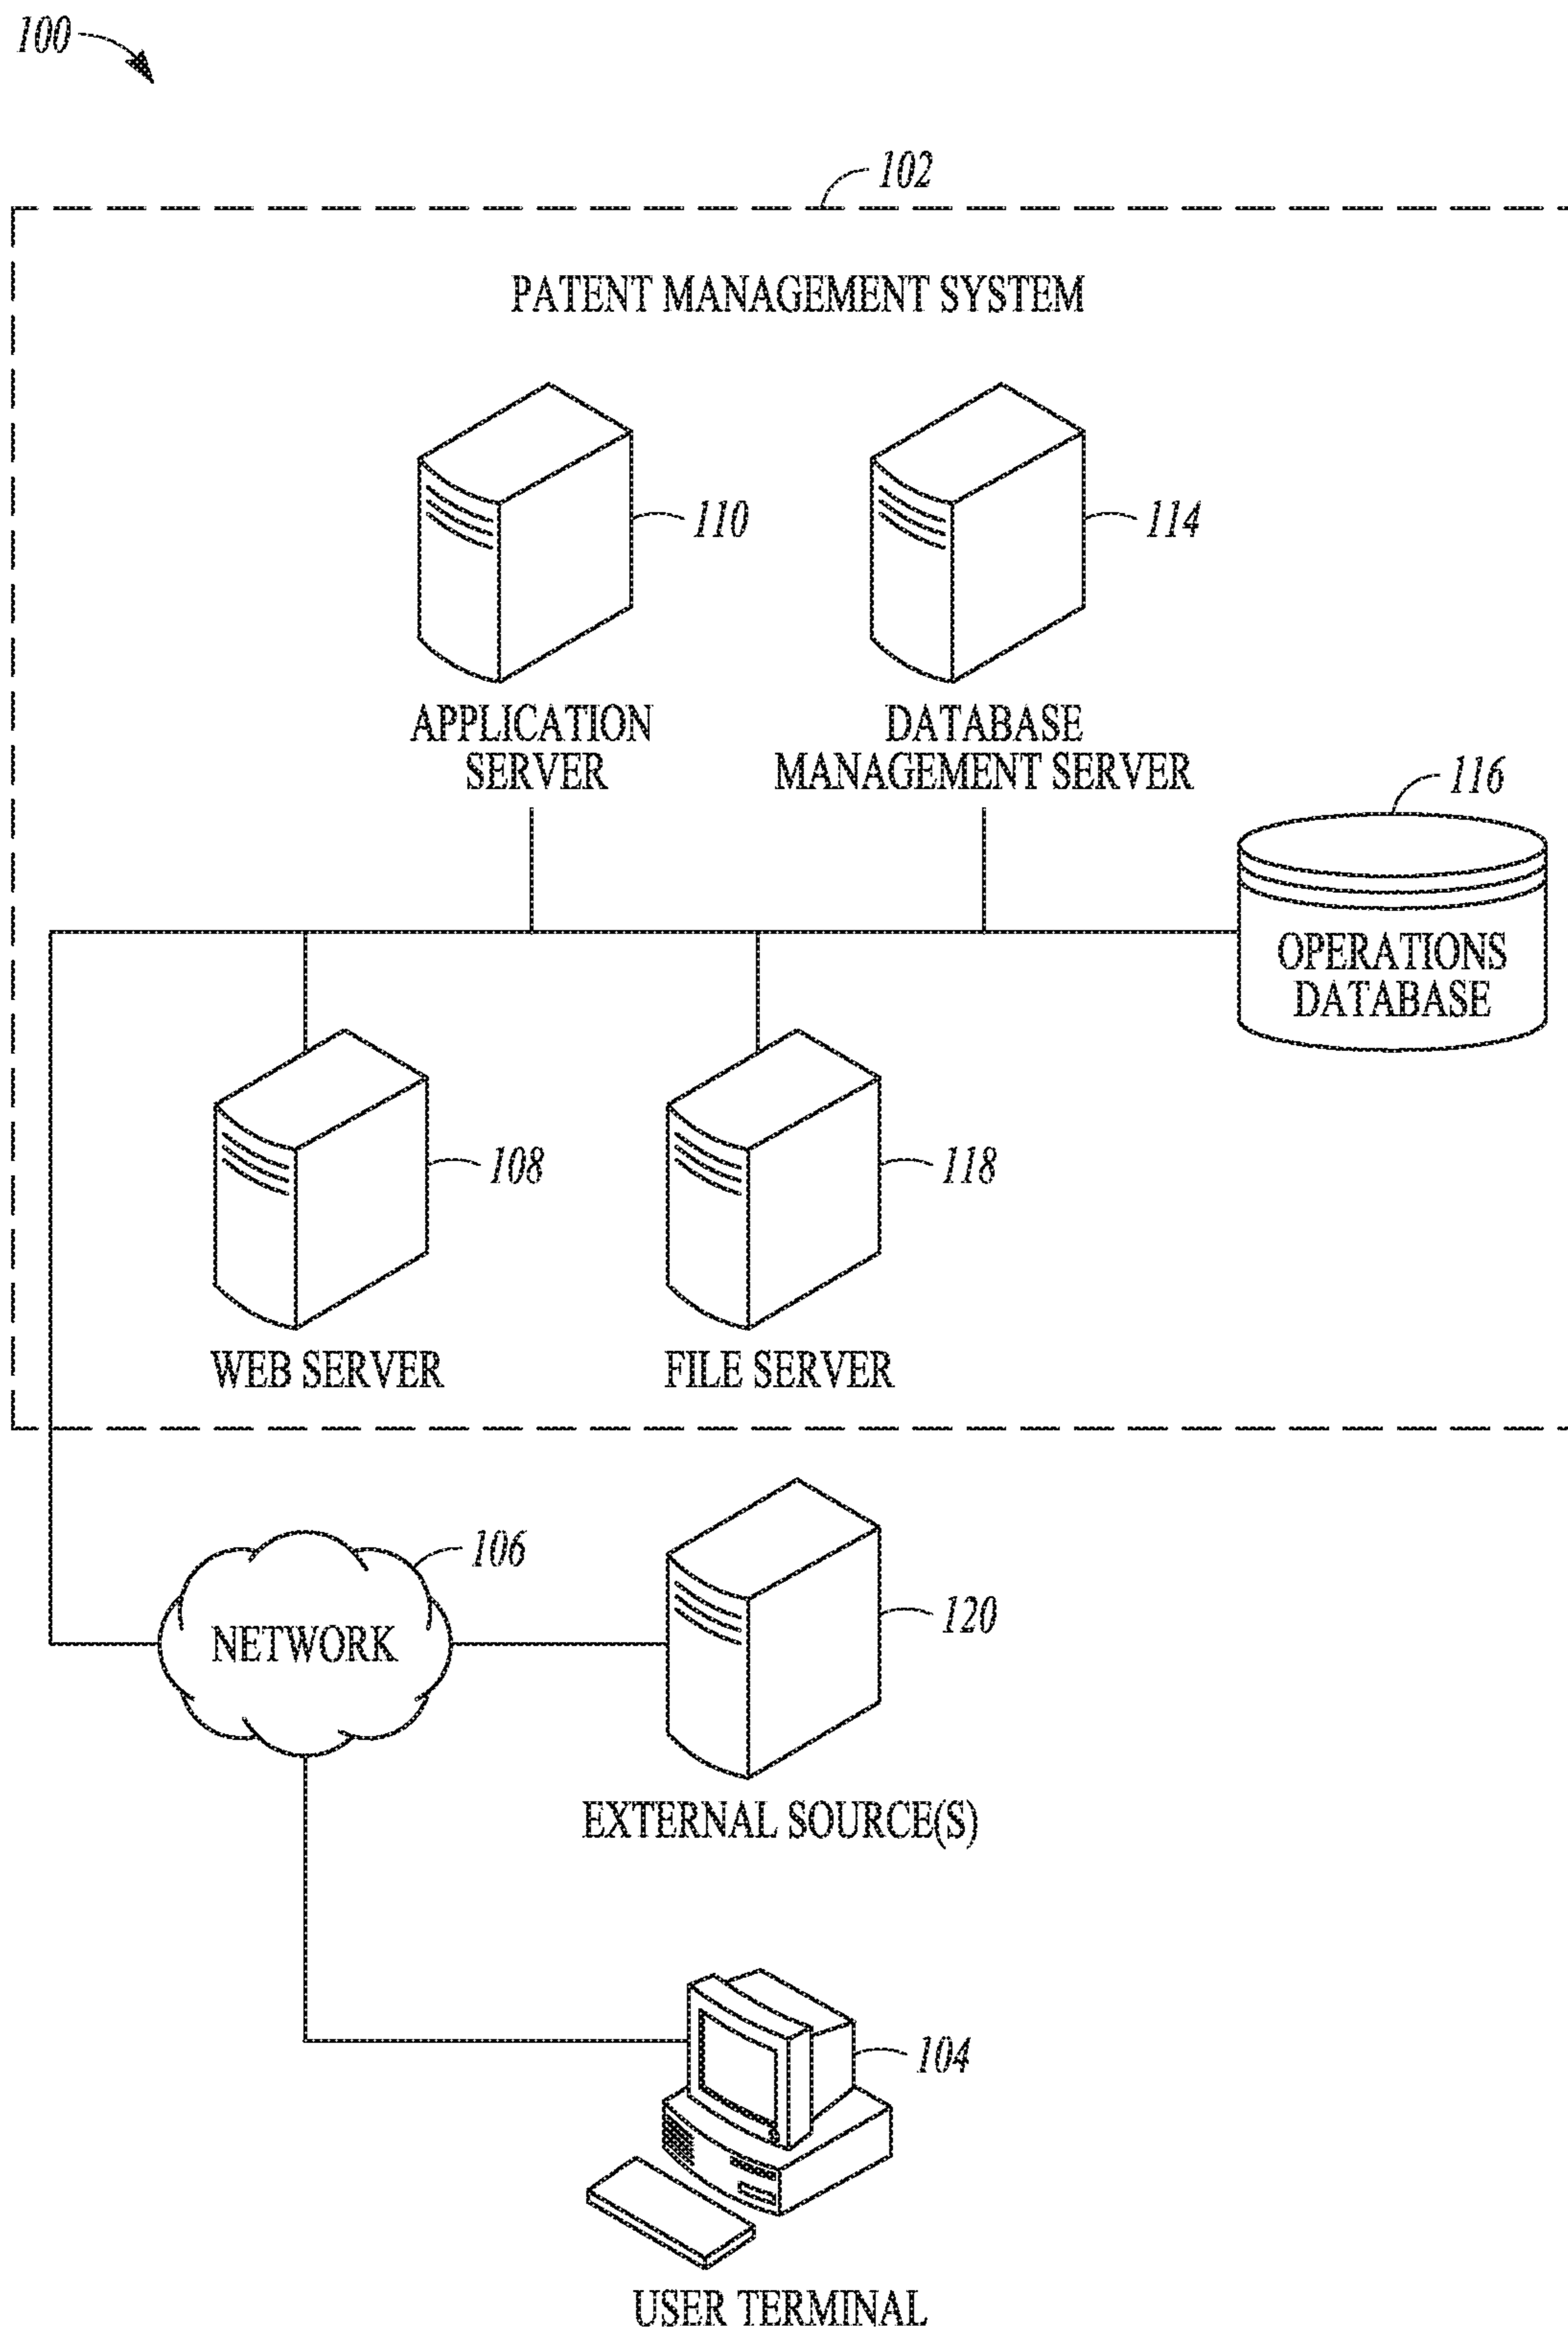 100
102
PATENT MANAGEMENT SYSTEM
110
114
APPLICATION
SERVER
DATABASE
MANAGEMENT SERVER
116
OPERATIONS
DATABASE
108
118
WEB SERVER
FILE SERVER
106
NETWORK
120
EXTERNAL SOURCE(S)
104
USER TERMINAL